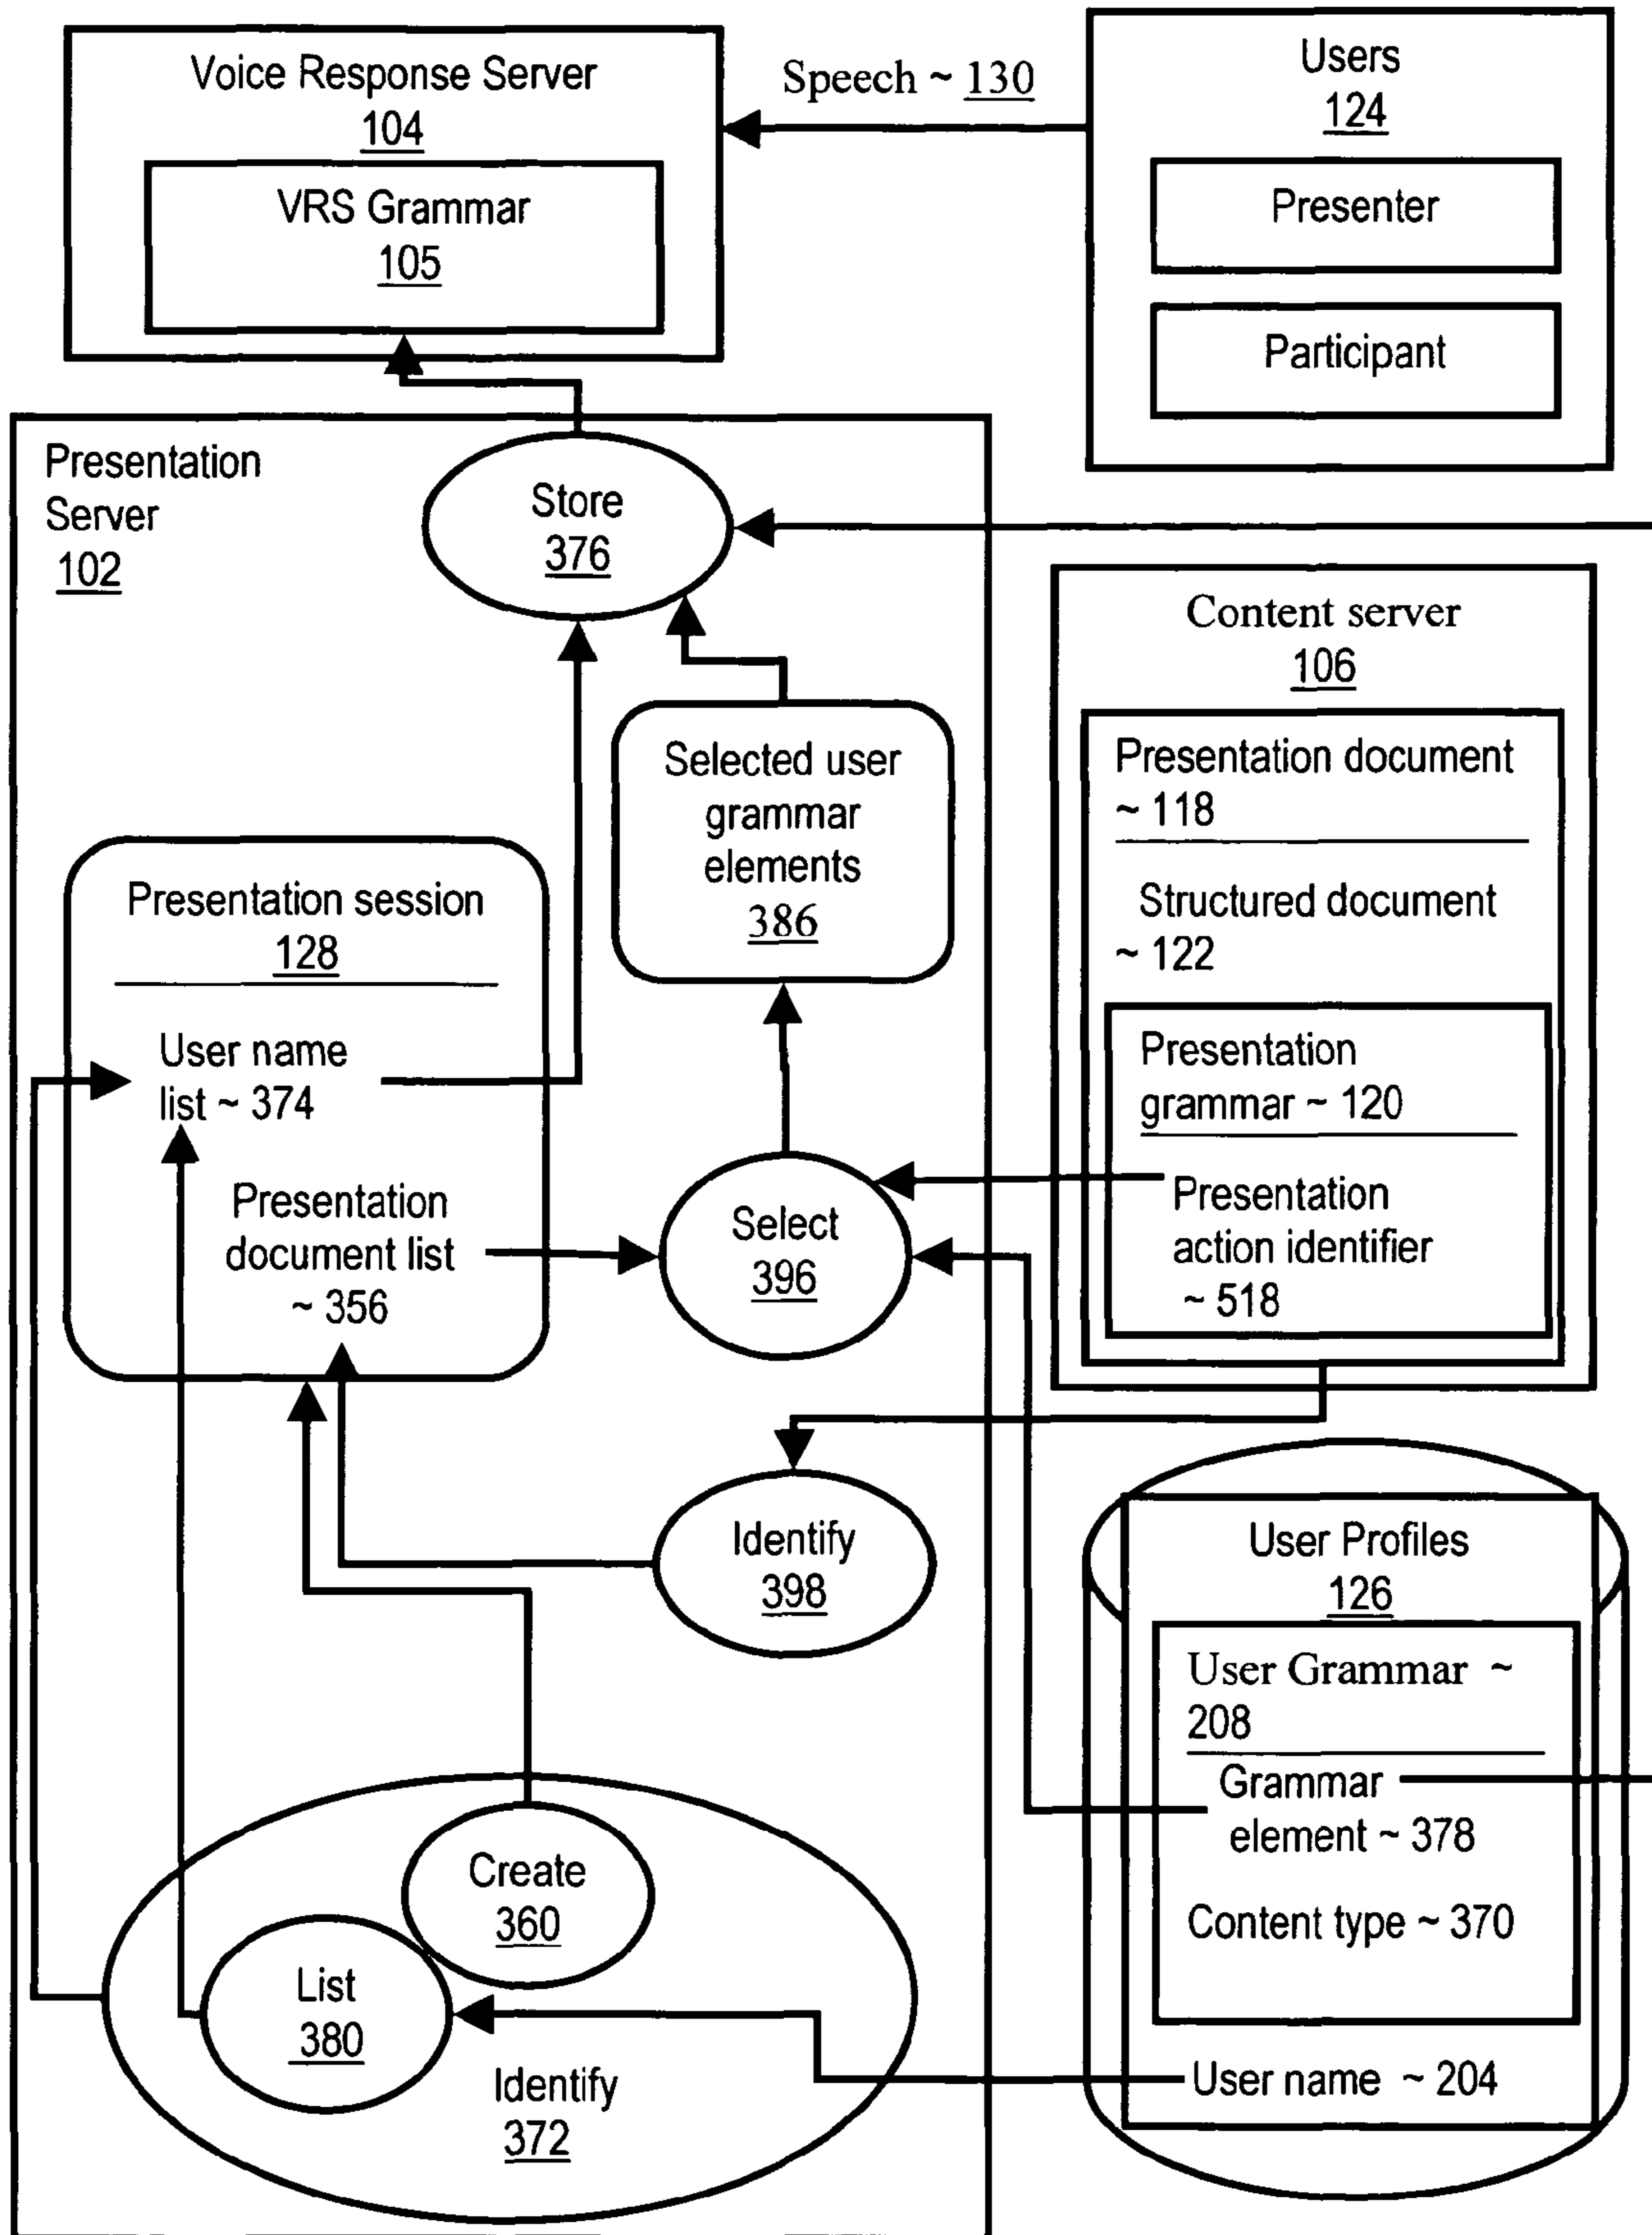 Voice Response Server
104
VRS Grammar
105
Speech ~ 130
Users
124
Presenter
Participant
Presentation
Server
102
Store
376
Selected user
grammar
elements
386
Presentation session
128
User name
list ~ 374
Presentation
document list
~ 356
Select
396
Identify
398
Create
360
List
380
Identify
372
Content server
106
Presentation document
~ 118
Structured document
~ 122
Presentation
grammar ~ 120
Presentation
action identifier
~ 518
User Profiles
126
User Grammar ~
208
Grammar
element ~ 378
Content type ~ 370
User name ~ 204